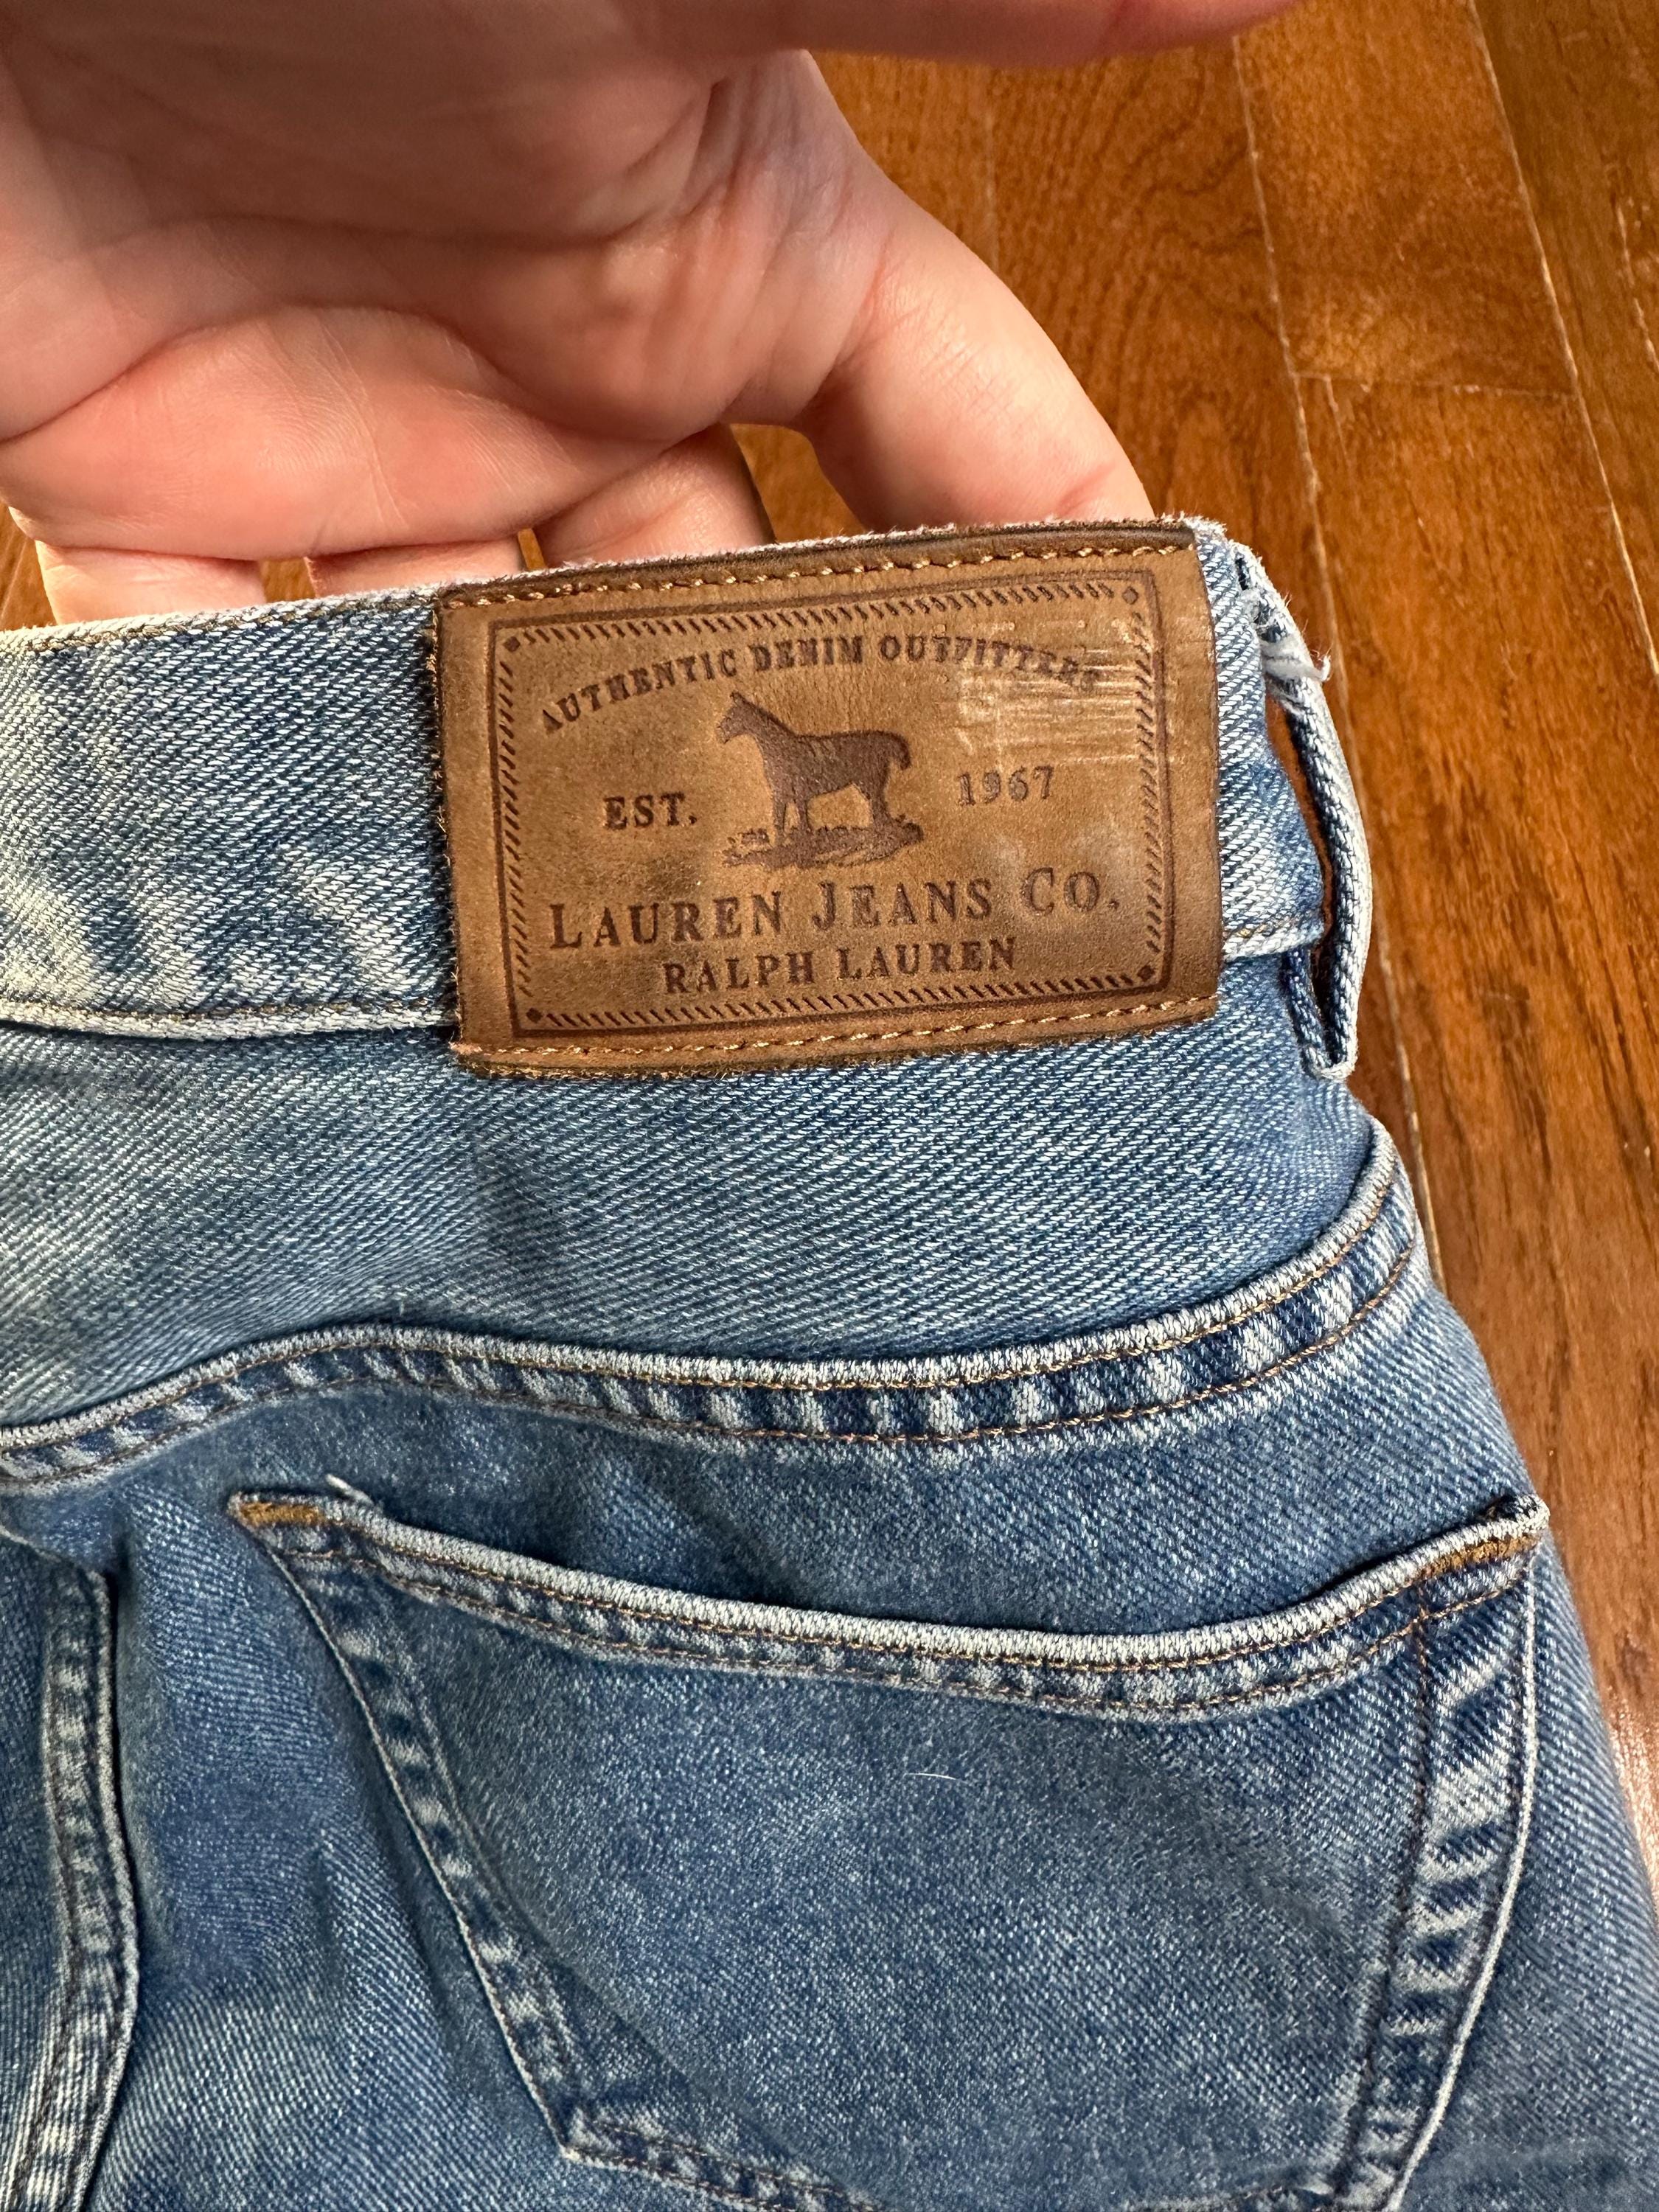 AUTHENTIC DENIM OUTFITTERS
EST. 1967
LAUREN JEANS CO.
RALPH LAUREN